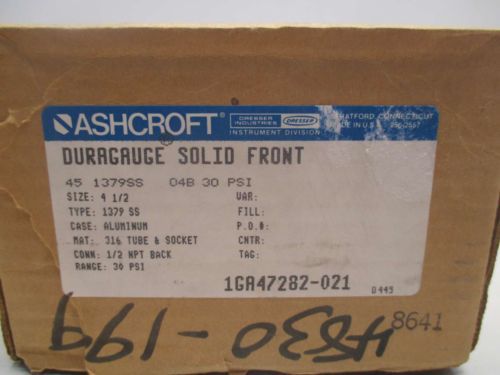 ASHCROFT®
DRESSER INDUSTRIES
DRESSER
INSTRUMENT DIVISION
STRATFORD, CONNECTICUT
MADE IN U.S.A.
DURAGAUGE SOLID FRONT
45 1379SS 04B 30 PSI
SIZE: 4 1/2
TYPE: 1379 SS
CASE: ALUMINUM
MAT: 316 TUBE & SOCKET
CONN: 1/2 NPT BACK
RANGE: 30 PSI
VAR:
FILL:
P.O.#:
CNTR:
TAG:
1GA47282-021
0449
8641
4830-199